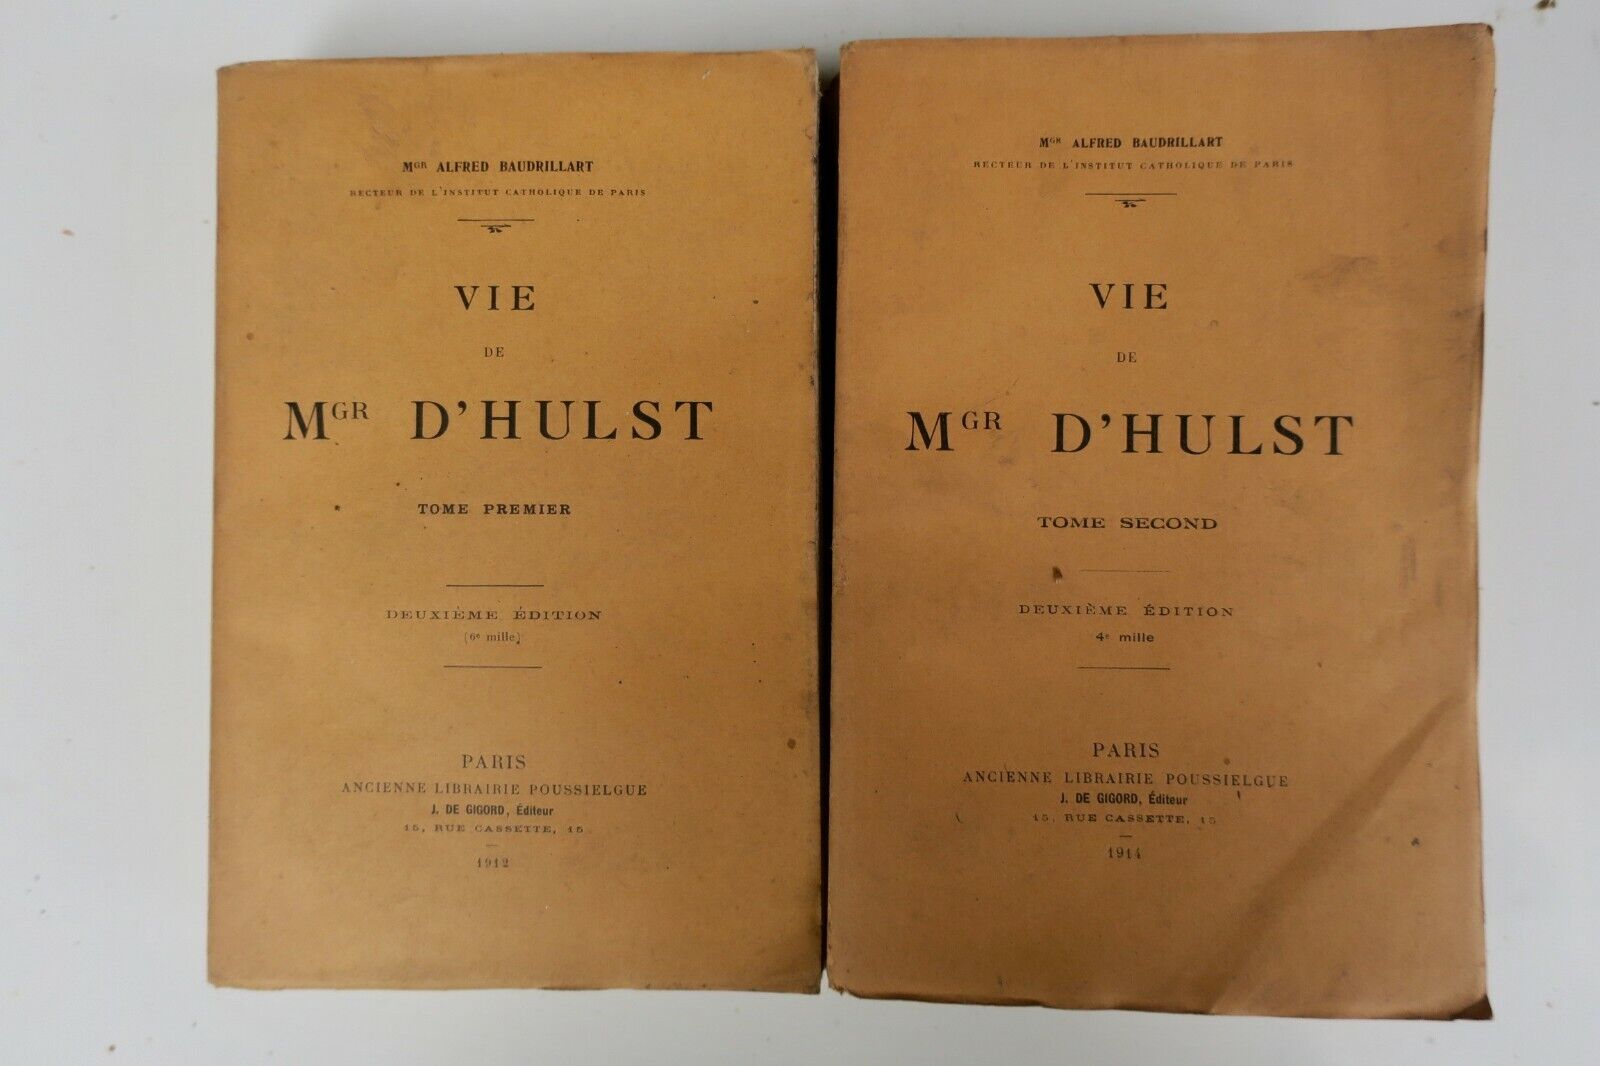 Mgr ALFRED BAUDRILLART
RECTEUR DE L'INSTITUT CATHOLIQUE DE PARIS
VIE
DE
MGR D'HULST
TOME PREMIER
DEUXIÈME ÉDITION
(6e mille)
PARIS
ANCIENNE LIBRAIRIE POUSSIELGUE
J. DE GIGORD, Éditeur
15, RUE CASSETTE, 15
1912
Mgr ALFRED BAUDRILLART
RECTEUR DE L'INSTITUT CATHOLIQUE DE PARIS
VIE
DE
MGR D'HULST
TOME SECOND
DEUXIÈME ÉDITION
4e mille
PARIS
ANCIENNE LIBRAIRIE POUSSIELGUE
J. DE GIGORD, Éditeur
15, RUE CASSETTE, 15
1914